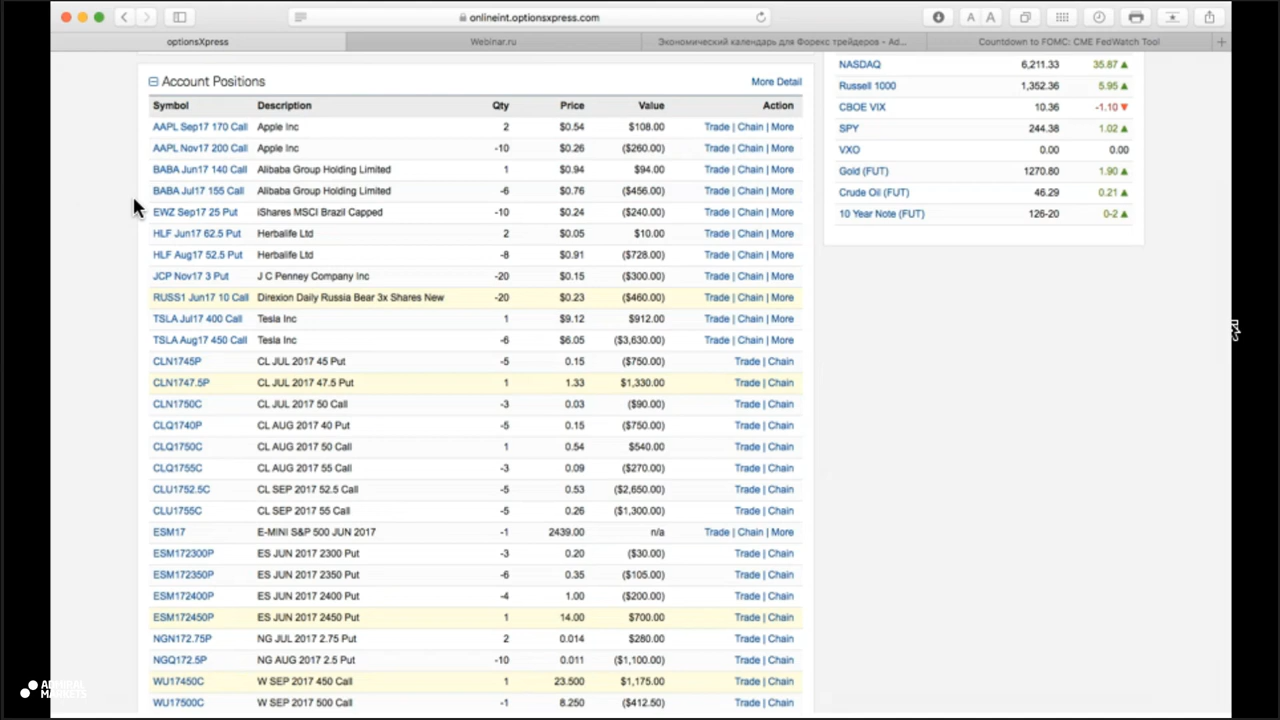 onlineint.optionsxpress.com
optionsXpress
Webinar.ru
Экономический календарь для Форекс трейдеров - Ad...
Countdown to FOMC: CME FedWatch Tool
Account Positions
More Detail
Symbol Description Qty Price Value Action
AAPL Sep17 170 Call Apple Inc 2 $0.54 $108.00 Trade | Chain | More
AAPL Nov17 200 Call Apple Inc -10 $0.26 ($260.00) Trade | Chain | More
BABA Jun17 140 Call Alibaba Group Holding Limited 1 $0.94 $94.00 Trade | Chain | More
BABA Jul17 155 Call Alibaba Group Holding Limited -6 $0.76 ($456.00) Trade | Chain | More
EWZ Sep17 25 Put iShares MSCI Brazil Capped -10 $0.24 ($240.00) Trade | Chain | More
HLF Jun17 62.5 Put Herbalife Ltd 2 $0.05 $10.00 Trade | Chain | More
HLF Aug17 52.5 Put Herbalife Ltd -8 $0.91 ($728.00) Trade | Chain | More
JCP Nov17 3 Put J C Penney Company Inc -20 $0.15 ($300.00) Trade | Chain | More
RUSS1 Jun17 10 Call Direxion Daily Russia Bear 3x Shares New -20 $0.23 ($460.00) Trade | Chain | More
TSLA Jul17 400 Call Tesla Inc 1 $9.12 $912.00 Trade | Chain | More
TSLA Aug17 450 Call Tesla Inc -6 $6.05 ($3,630.00) Trade | Chain | More
CLN1745P CL JUL 2017 45 Put -5 0.15 ($750.00) Trade | Chain
CLN1747.5P CL JUL 2017 47.5 Put 1 1.33 $1,330.00 Trade | Chain
CLN1750C CL JUL 2017 50 Call -3 0.03 ($90.00) Trade | Chain
CLQ1740P CL AUG 2017 40 Put -5 0.15 ($750.00) Trade | Chain
CLQ1750C CL AUG 2017 50 Call 1 0.54 $540.00 Trade | Chain
CLQ1755C CL AUG 2017 55 Call -3 0.09 ($270.00) Trade | Chain
CLU1752.5C CL SEP 2017 52.5 Call -5 0.53 ($2,650.00) Trade | Chain
CLU1755C CL SEP 2017 55 Call -5 0.26 ($1,300.00) Trade | Chain
ESM17 E-MINI S&P 500 JUN 2017 -1 2439.00 n/a Trade | Chain | More
ESM172300P ES JUN 2017 2300 Put -3 0.20 ($30.00) Trade | Chain
ESM172350P ES JUN 2017 2350 Put -6 0.35 ($105.00) Trade | Chain
ESM172400P ES JUN 2017 2400 Put -4 1.00 ($200.00) Trade | Chain
ESM172450P ES JUN 2017 2450 Put 1 14.00 $700.00 Trade | Chain
NGN172.75P NG JUL 2017 2.75 Put 2 0.014 $280.00 Trade | Chain
NGQ172.5P NG AUG 2017 2.5 Put -10 0.011 ($1,100.00) Trade | Chain
WU17450C W SEP 2017 450 Call 1 23.500 $1,175.00 Trade | Chain
WU17500C W SEP 2017 500 Call -1 8.250 ($412.50) Trade | Chain
NASDAQ 6,211.33 35.87
Russell 1000 1,352.36 5.95
CBOE VIX 10.36 -1.10
SPY 244.38 1.02
VXO 0.00 0.00
Gold (FUT) 1270.80 1.90
Crude Oil (FUT) 46.29 0.21
10 Year Note (FUT) 126-20 0-2
ADMIRAL
MARKETS